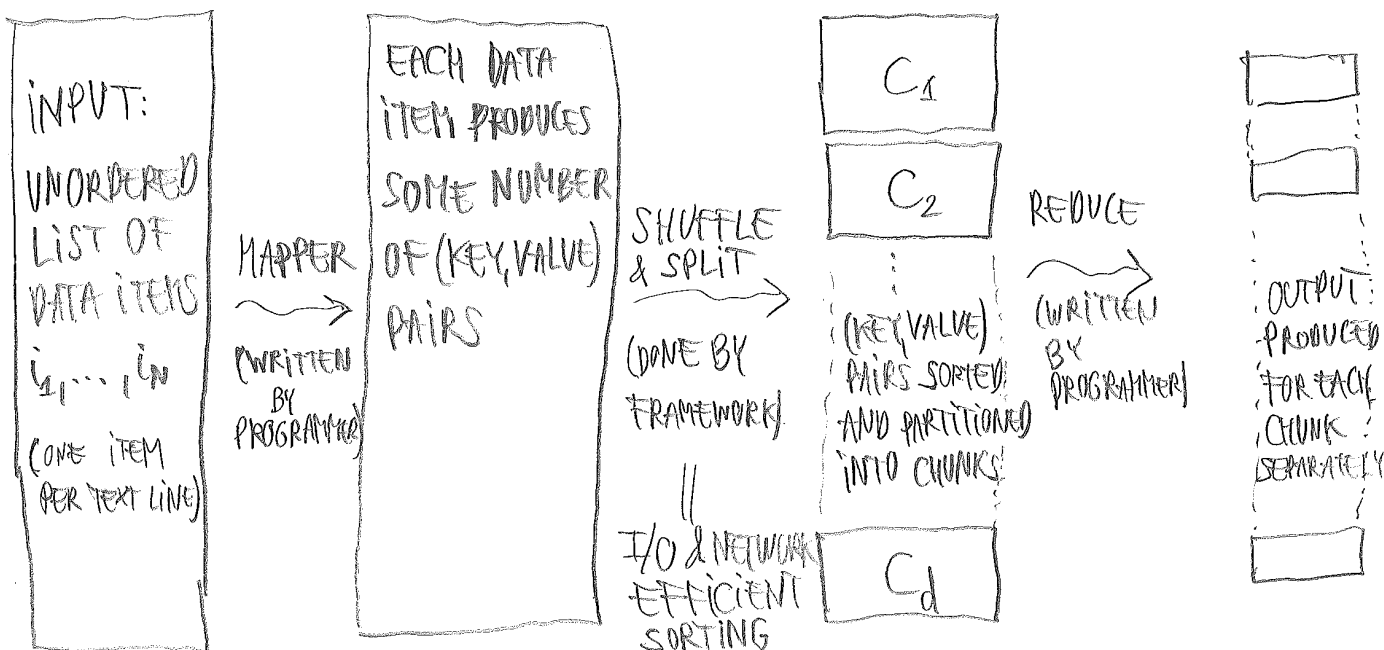 INPUT:
UNORDERED
LIST OF
DATA ITEMS
i₁,...,i_N
(ONE ITEM
PER TEXT LINE)
MAPPER
(WRITTEN
BY
PROGRAMMER)
EACH DATA
ITEM PRODUCES
SOME NUMBER
OF (KEY,VALUE)
PAIRS
SHUFFLE
& SPLIT
(DONE BY
FRAMEWORK)
I/O & NETWORK
EFFICIENT
SORTING
C₁
C₂
(KEY,VALUE)
PAIRS SORTED
AND PARTITIONED
INTO CHUNKS
C_d
REDUCE
(WRITTEN
BY
PROGRAMMER)
OUTPUT
PRODUCED
FOR EACH
CHUNK
SEPARATELY